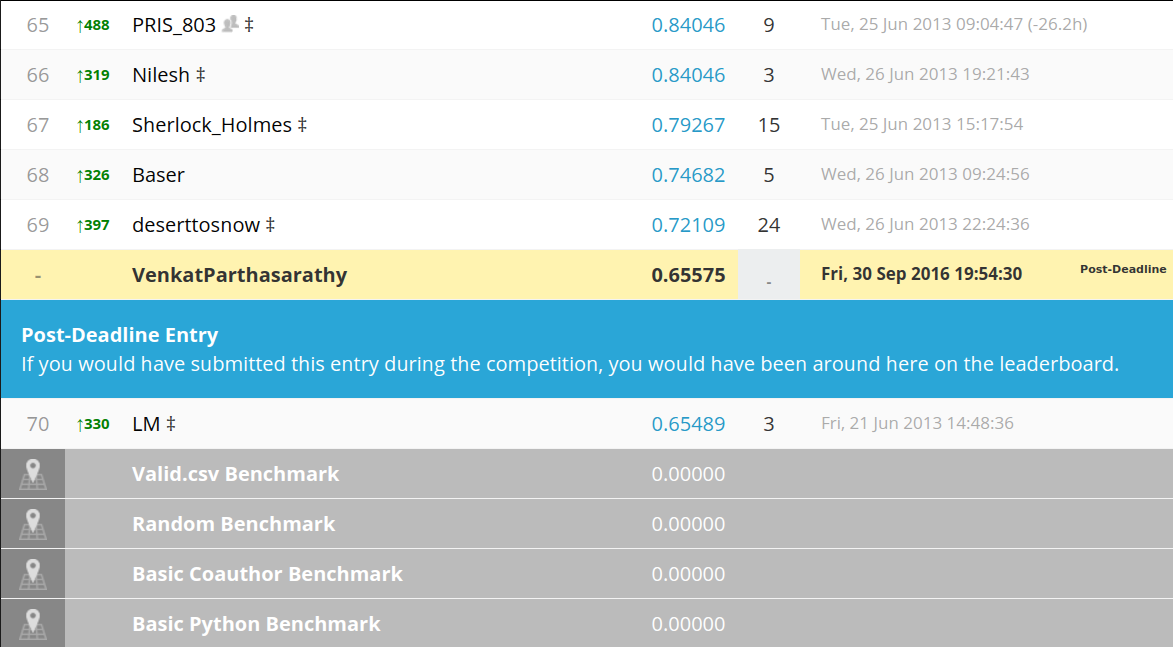 65 ↑488 PRIS_803 ‡ 0.84046 9 Tue, 25 Jun 2013 09:04:47 (-26.2h)
66 ↑319 Nilesh ‡ 0.84046 3 Wed, 26 Jun 2013 19:21:43
67 ↑186 Sherlock_Holmes ‡ 0.79267 15 Tue, 25 Jun 2013 15:17:54
68 ↑326 Baser 0.74682 5 Wed, 26 Jun 2013 09:24:56
69 ↑397 deserttosnow ‡ 0.72109 24 Wed, 26 Jun 2013 22:24:36
- VenkatParthasarathy 0.65575 - Fri, 30 Sep 2016 19:54:30 Post-Deadline
Post-Deadline Entry
If you would have submitted this entry during the competition, you would have been around here on the leaderboard.
70 ↑330 LM ‡ 0.65489 3 Fri, 21 Jun 2013 14:48:36
Valid.csv Benchmark 0.00000
Random Benchmark 0.00000
Basic Coauthor Benchmark 0.00000
Basic Python Benchmark 0.00000